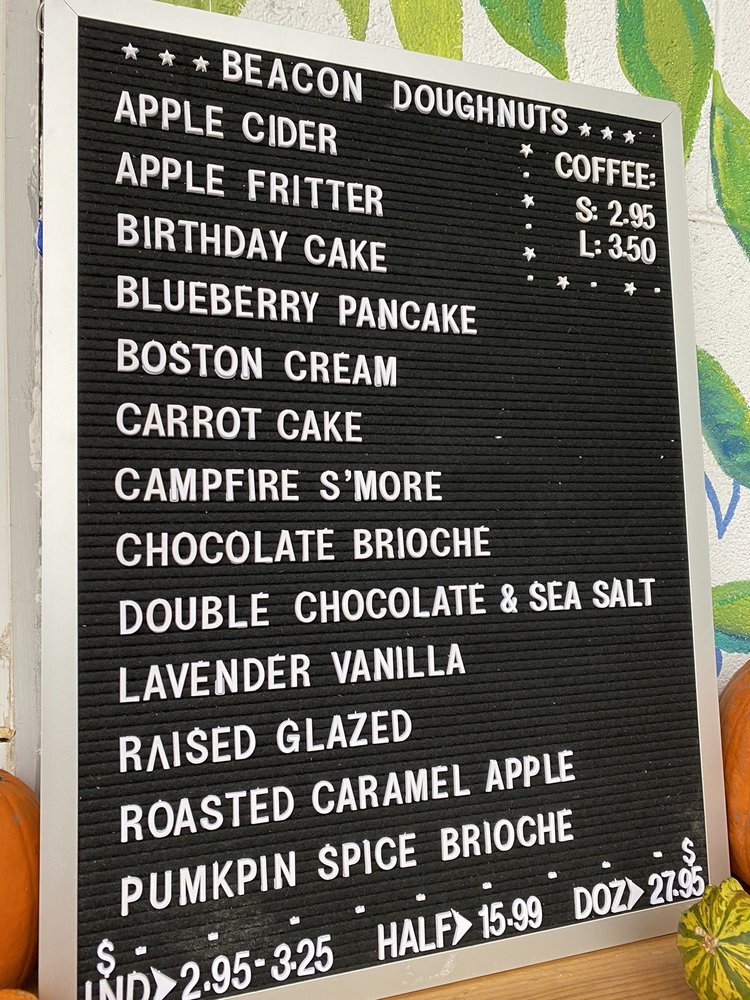 ★ ★ ★ BEACON DOUGHNUTS ★ ★ ★
APPLE CIDER
APPLE FRITTER
BIRTHDAY CAKE
BLUEBERRY PANCAKE
BOSTON CREAM
CARROT CAKE
CAMPFIRE S'MORE
CHOCOLATE BRIOCHE
DOUBLE CHOCOLATE & SEA SALT
LAVENDER VANILLA
RAISED GLAZED
ROASTED CARAMEL APPLE
PUMKPIN SPICE BRIOCHE
COFFEE:
S: 2.95
L: 3.50
$ - - - - - - - - $
IND> 2.95-3.25 HALF> 15.99 DOZ> 27.95